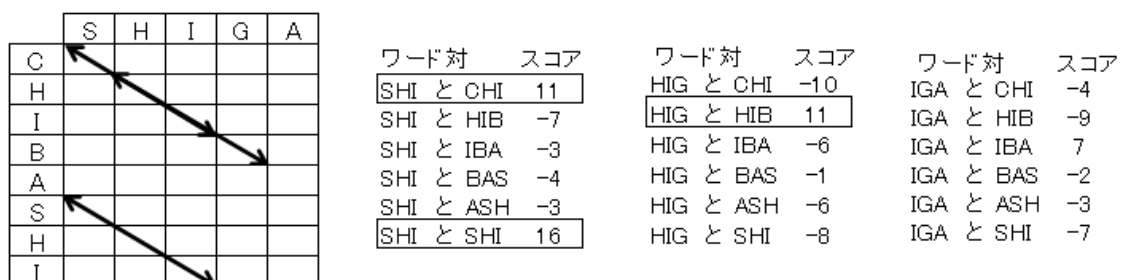 S H I G A
C
H
I
B
A
S
H
I
ワード対 スコア
SHI と CHI 11
SHI と HIB -7
SHI と IBA -3
SHI と BAS -4
SHI と ASH -3
SHI と SHI 16
ワード対 スコア
HIG と CHI -10
HIG と HIB 11
HIG と IBA -6
HIG と BAS -1
HIG と ASH -6
HIG と SHI -8
ワード対 スコア
IGA と CHI -4
IGA と HIB -9
IGA と IBA 7
IGA と BAS -2
IGA と ASH -3
IGA と SHI -7